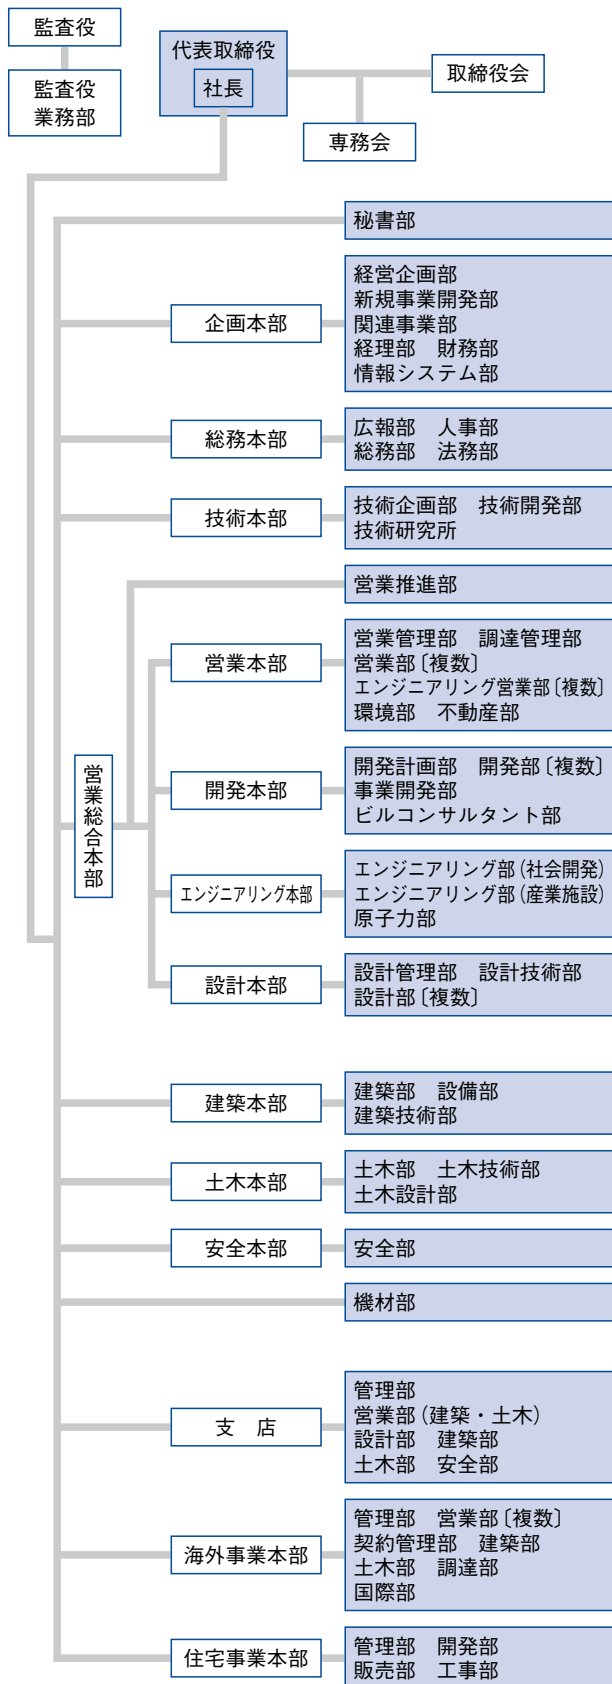 監査役
監査役
業務部
代表取締役
社長
取締役会
専務会
秘書部
企画本部
経営企画部
新規事業開発部
関連事業部
経理部　財務部
情報システム部
総務本部
広報部　人事部
総務部　法務部
技術本部
技術企画部　技術開発部
技術研究所
営業総合本部
営業推進部
営業本部
営業管理部　調達管理部
営業部〔複数〕
エンジニアリング営業部〔複数〕
環境部　不動産部
開発本部
開発計画部　開発部〔複数〕
事業開発部
ビルコンサルタント部
エンジニアリング本部
エンジニアリング部(社会開発)
エンジニアリング部(産業施設)
原子力部
設計本部
設計管理部　設計技術部
設計部〔複数〕
建築本部
建築部　設備部
建築技術部
土木本部
土木部　土木技術部
土木設計部
安全本部
安全部
機材部
支　店
管理部
営業部(建築・土木)
設計部　建築部
土木部　安全部
海外事業本部
管理部　営業部〔複数〕
契約管理部　建築部
土木部　調達部
国際部
住宅事業本部
管理部　開発部
販売部　工事部